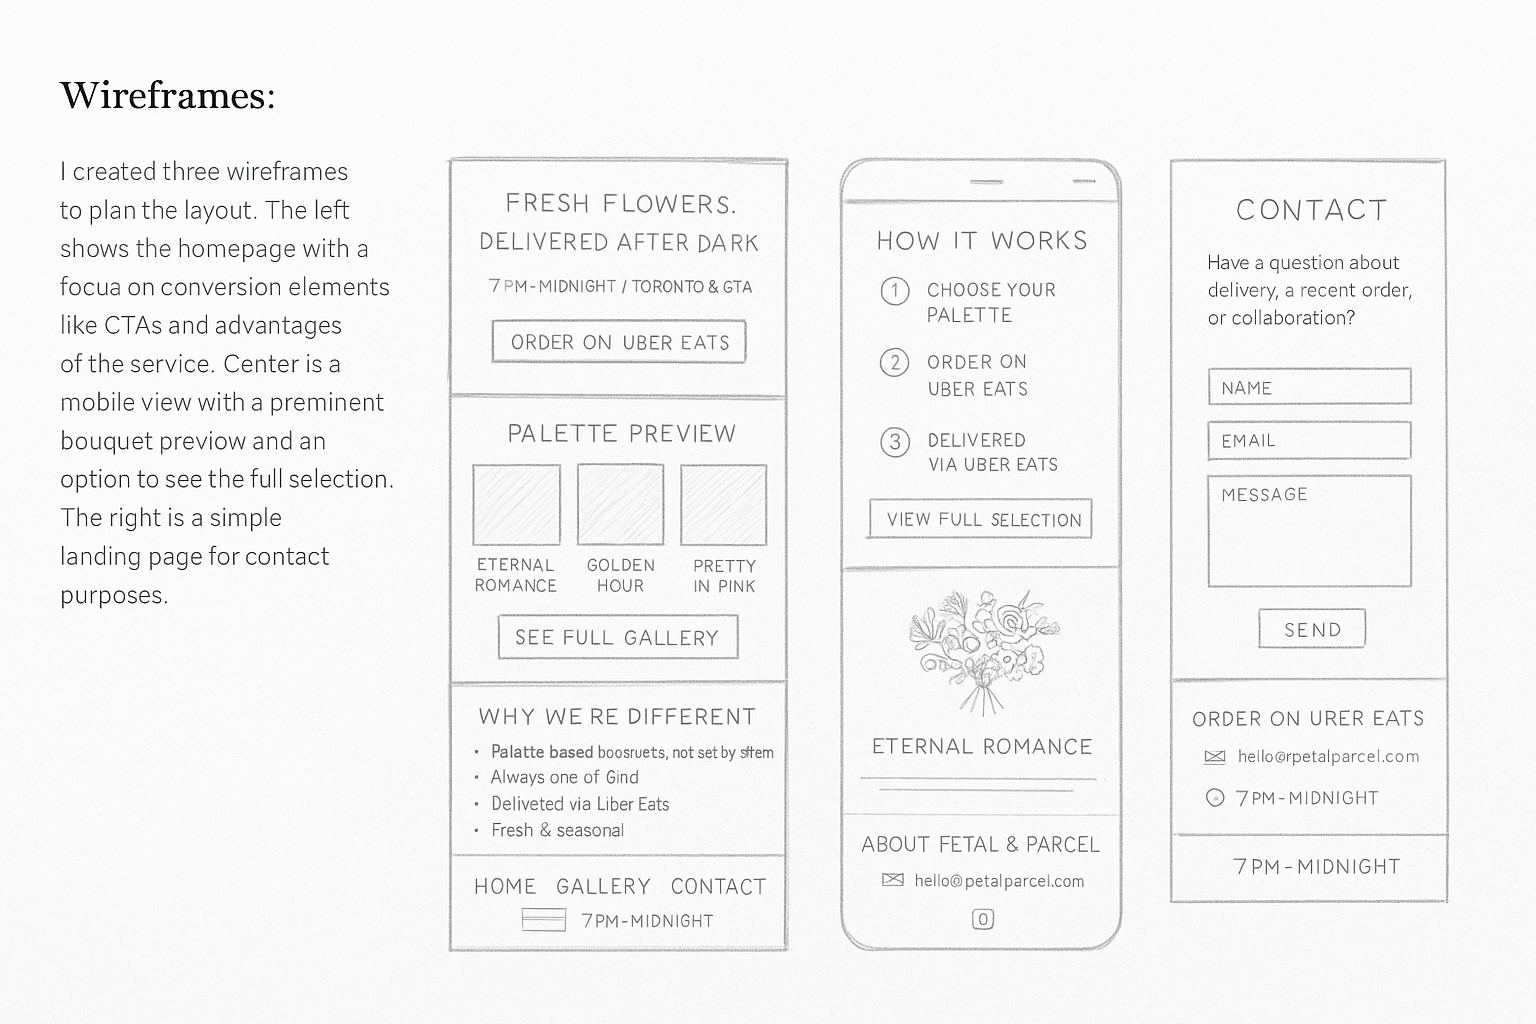 Wireframes:
I created three wireframes
to plan the layout. The left
shows the homepage with a
focua on conversion elements
like CTAs and advantages
of the service. Center is a
mobile view with a preminent
bouquet previow and an
option to see the full selection.
The right is a simple
landing page for contact
purposes.
FRESH FLOWERS.
DELIVERED AFTER DARK
7PM-MIDNIGHT / TORONTO & GTA
ORDER ON UBER EATS
PALETTE PREVIEW
ETERNAL
ROMANCE
GOLDEN
HOUR
PRETTY
IN PINK
SEE FULL GALLERY
WHY WE RE DIFFERENT
• Palatte based boosruets, not set by
• Always one of Gind
• Deliveted via Liber Eats
• Fresh & seasonal
HOME GALLERY CONTACT
7PM-MIDNIGHT
HOW IT WORKS
1 CHOOSE YOUR
PALETTE
2 ORDER ON
UBER EATS
3 DELIVERED
VIA UBER EATS
VIEW FULL SELECTION
ETERNAL ROMANCE
ABOUT FETAL & PARCEL
hello@petalparcel.com
CONTACT
Have a question about
delivery, a recent order,
or collaboration?
NAME
EMAIL
MESSAGE
SEND
ORDER ON URER EATS
hello@rpetalparcel.com
7PM-MIDNIGHT
7PM-MIDNIGHT